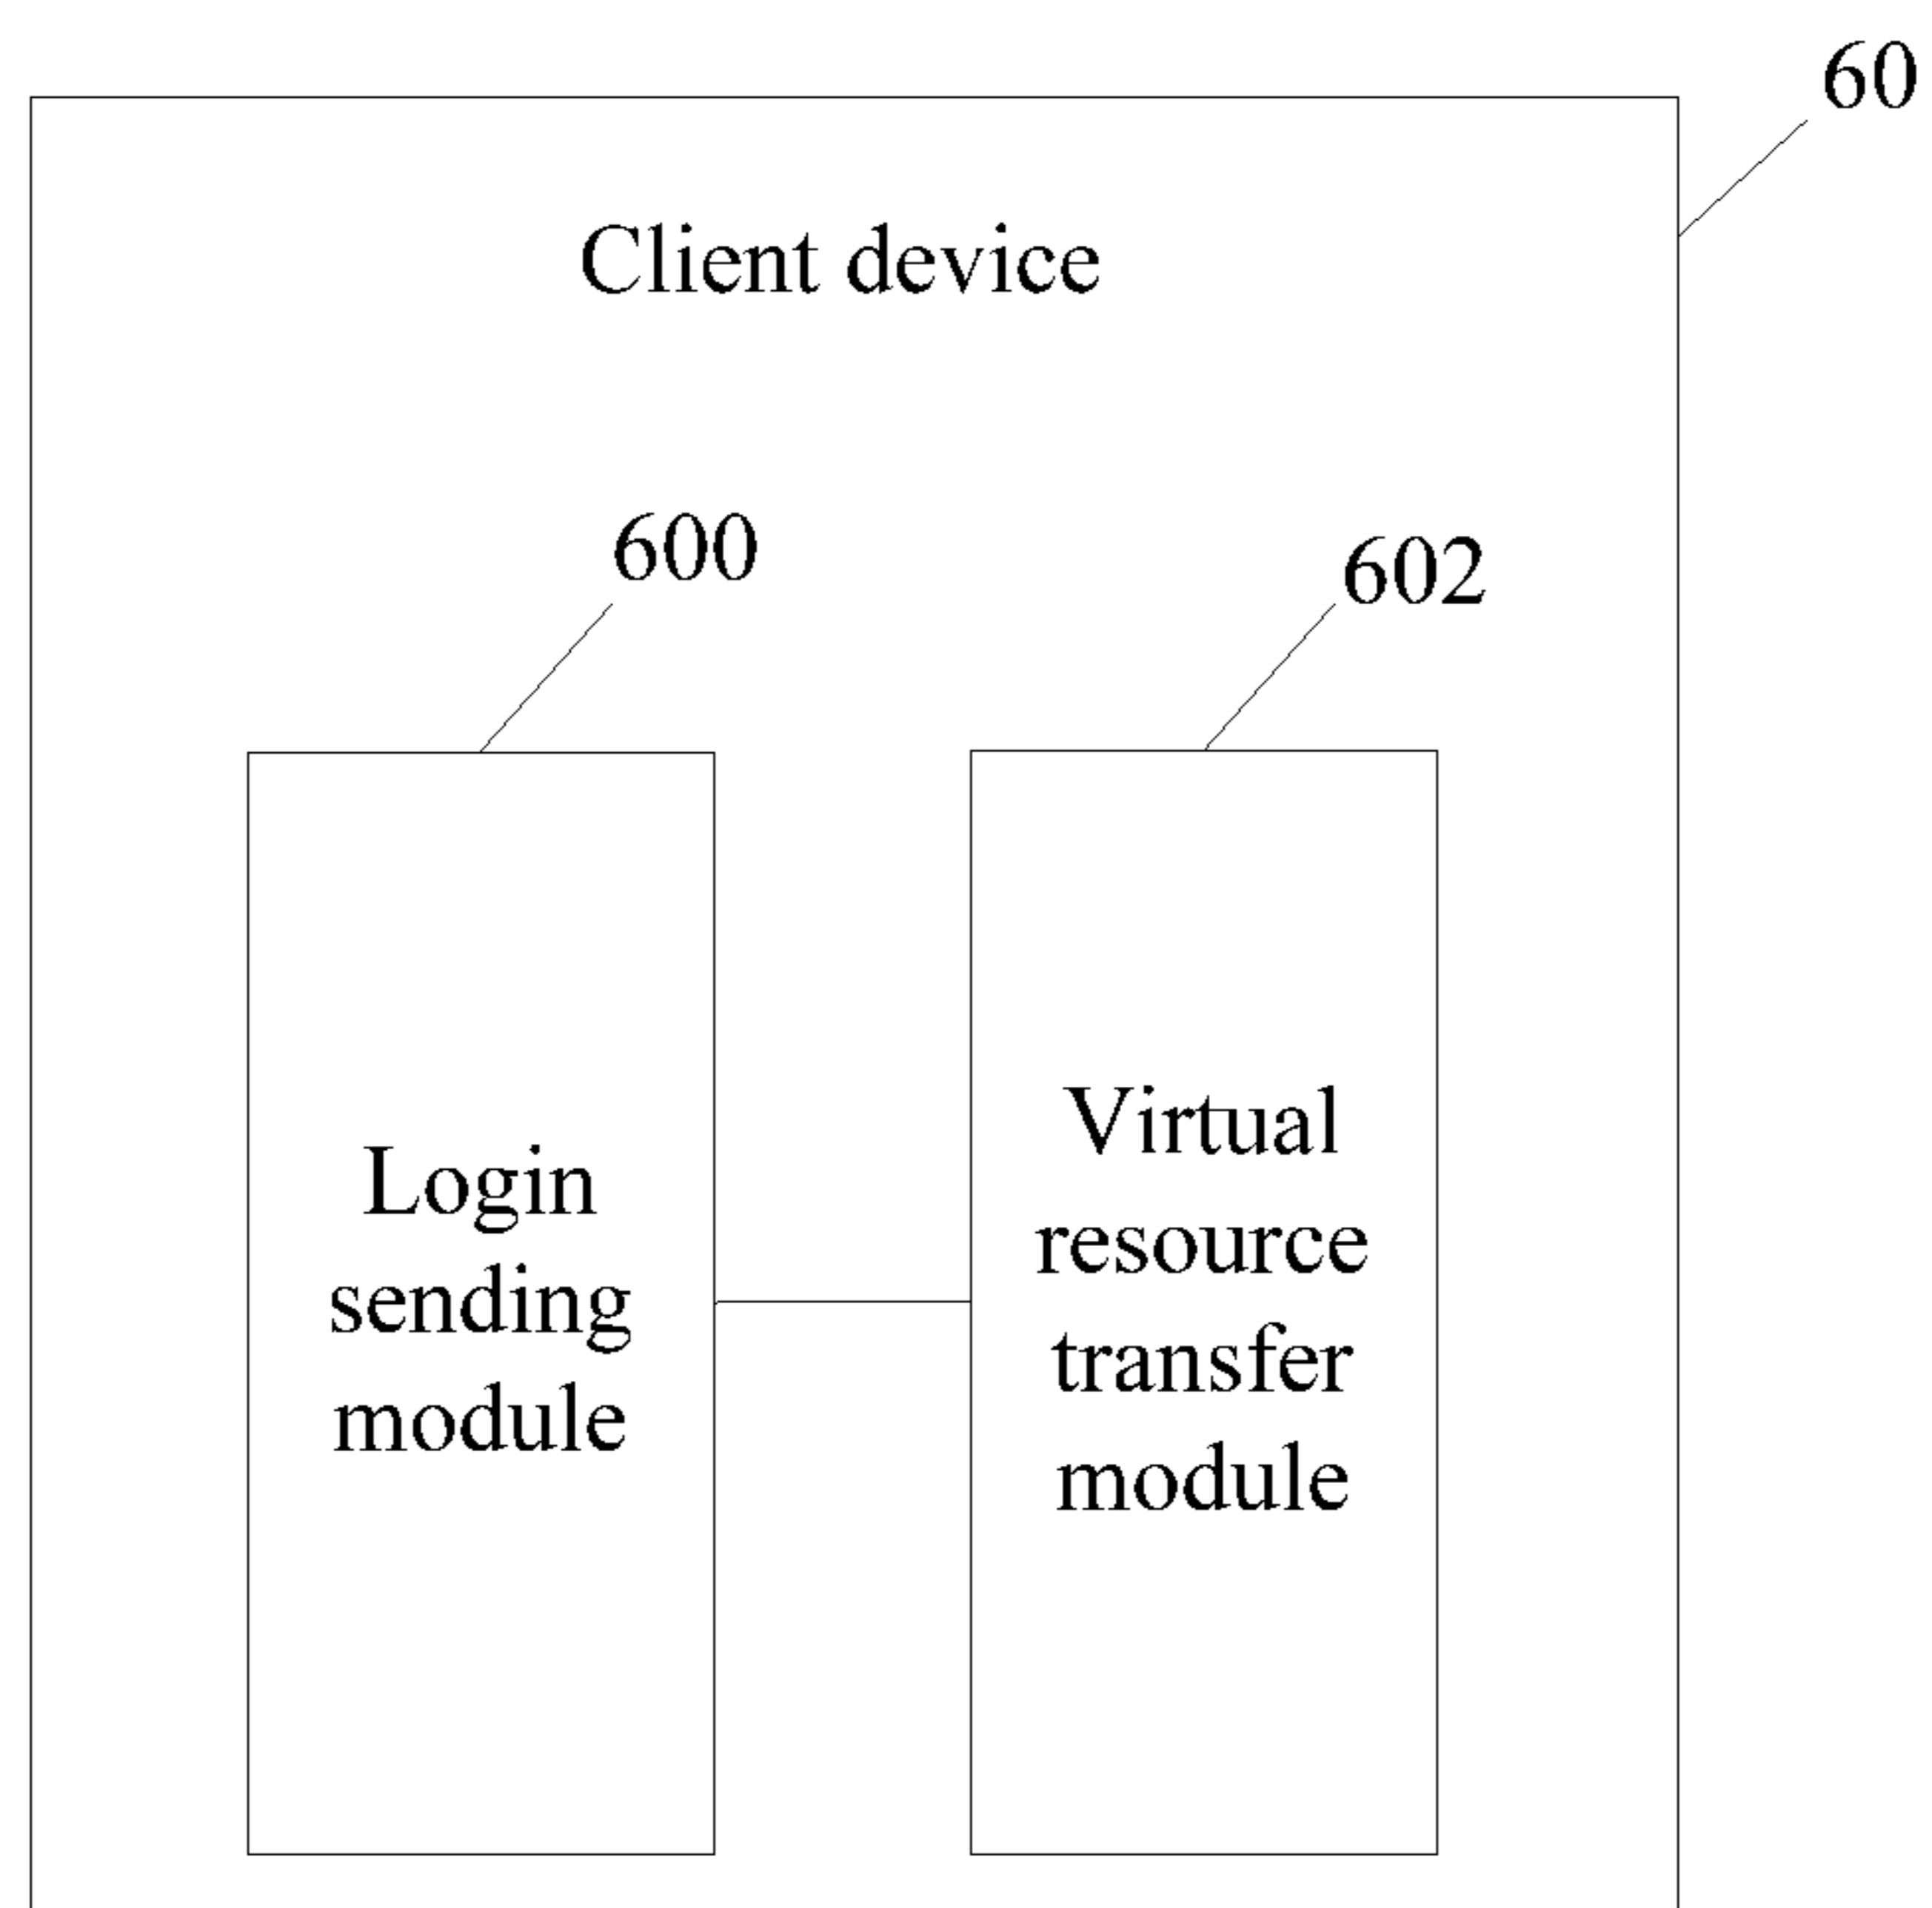 60
Client device
600
602
Login
sending
module
Virtual
resource
transfer
module